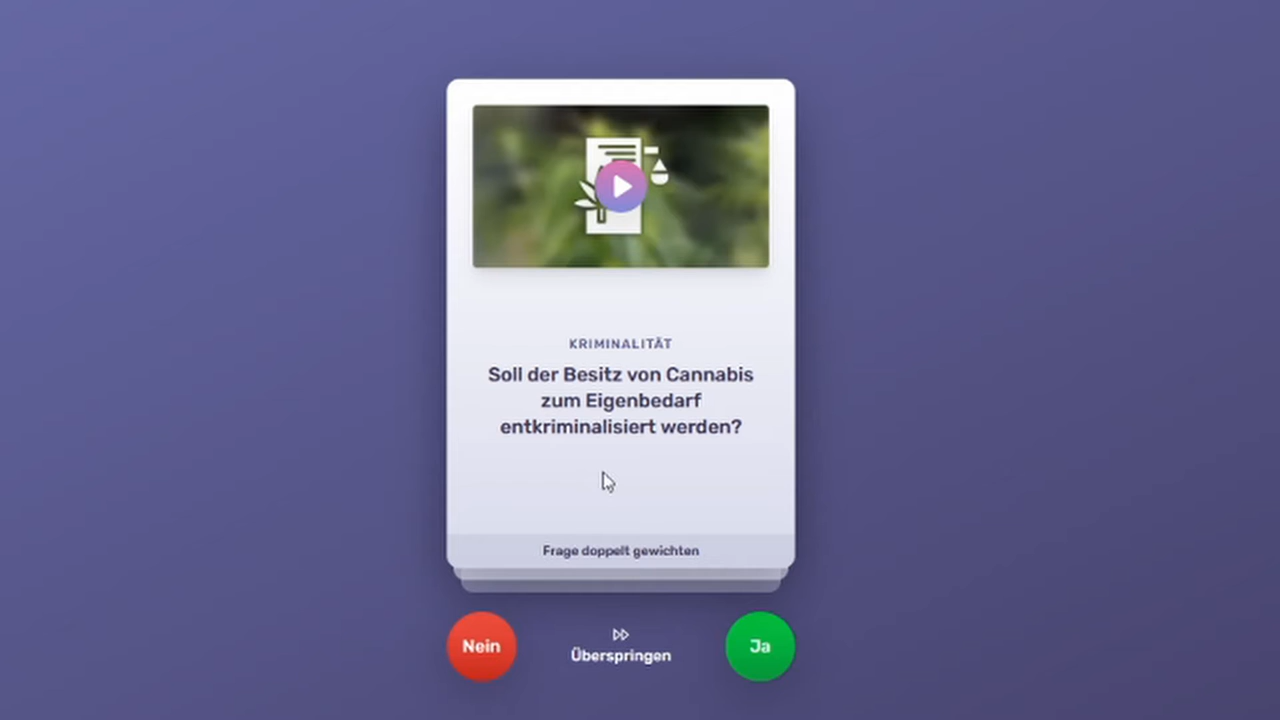 KRIMINALITÄT
Soll der Besitz von Cannabis
zum Eigenbedarf
entkriminalisiert werden?
Frage doppelt gewichten
Nein
Überspringen
Ja